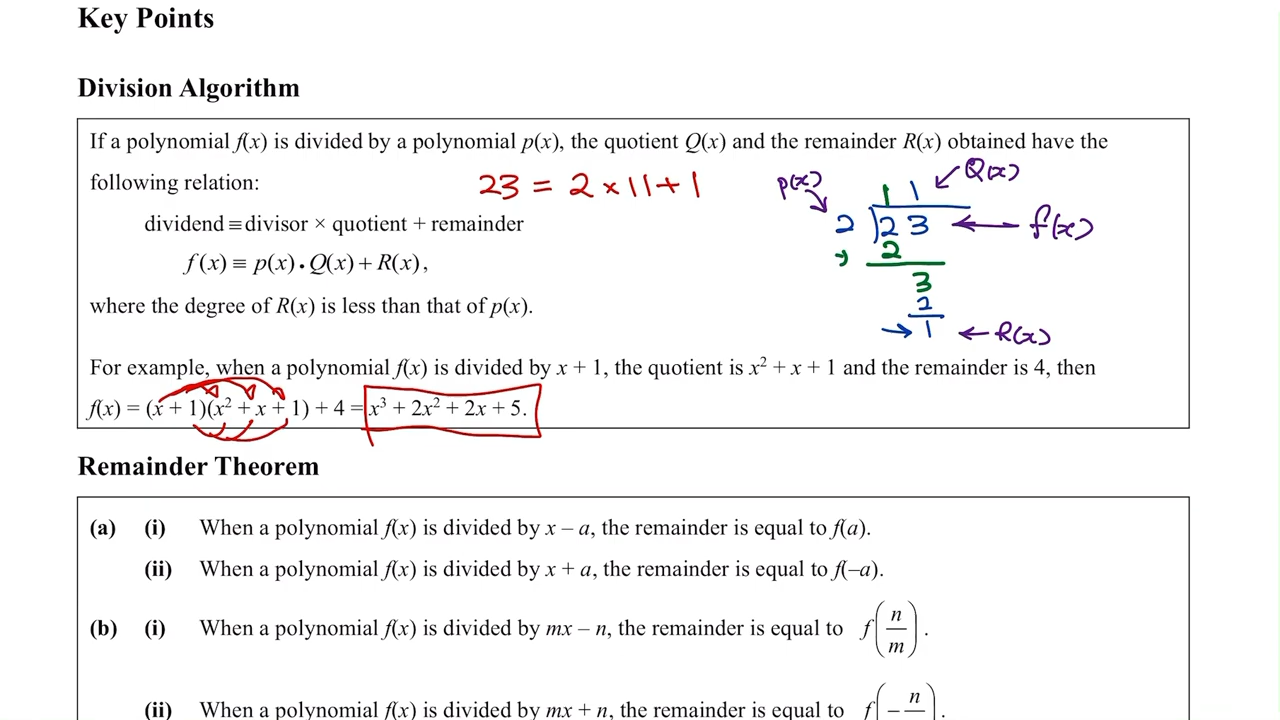 Key Points
Division Algorithm
If a polynomial f(x) is divided by a polynomial p(x), the quotient Q(x) and the remainder R(x) obtained have the
following relation:
23 = 2 × 11 + 1
dividend ≡ divisor × quotient + remainder
f(x) ≡ p(x) • Q(x) + R(x),
where the degree of R(x) is less than that of p(x).
p(x)
Q(x)
11
2 ) 23
f(x)
2
3
2
1
R(x)
For example, when a polynomial f(x) is divided by x + 1, the quotient is x² + x + 1 and the remainder is 4, then
f(x) = (x + 1)(x² + x + 1) + 4 = x³ + 2x² + 2x + 5.
Remainder Theorem
(a) (i) When a polynomial f(x) is divided by x – a, the remainder is equal to f(a).
(ii) When a polynomial f(x) is divided by x + a, the remainder is equal to f(–a).
(b) (i) When a polynomial f(x) is divided by mx – n, the remainder is equal to f(n/m).
(ii) When a polynomial f(x) is divided by mx + n, the remainder is equal to f(– n